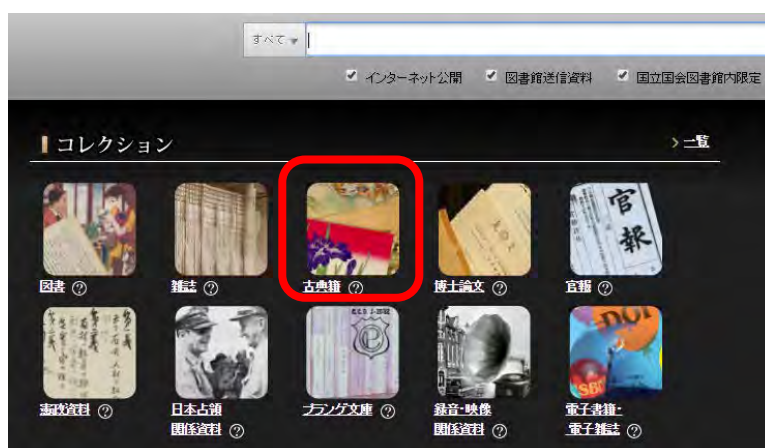 すべて
インターネット公開 図書館送信資料 国立国会図書館内限定
コレクション 一覧
官報
図書 雑誌 古典籍 博士論文 官報
憲政資料 日本占領関係資料 プランゲ文庫 録音・映像関係資料 電子書籍・電子雑誌